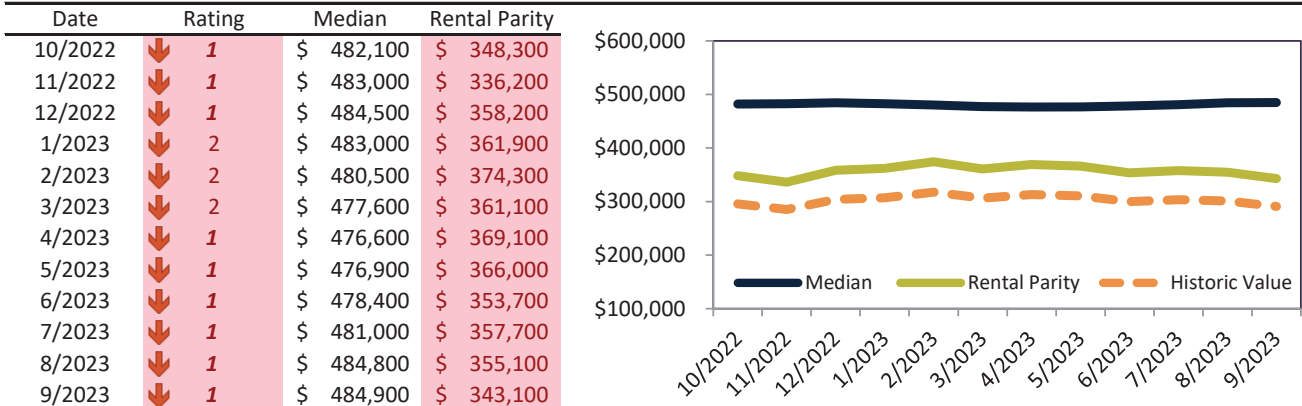 Date Rating Median Rental Parity
10/2022 1 $ 482,100 $ 348,300
11/2022 1 $ 483,000 $ 336,200
12/2022 1 $ 484,500 $ 358,200
1/2023 2 $ 483,000 $ 361,900
2/2023 2 $ 480,500 $ 374,300
3/2023 2 $ 477,600 $ 361,100
4/2023 1 $ 476,600 $ 369,100
5/2023 1 $ 476,900 $ 366,000
6/2023 1 $ 478,400 $ 353,700
7/2023 1 $ 481,000 $ 357,700
8/2023 1 $ 484,800 $ 355,100
9/2023 1 $ 484,900 $ 343,100
$600,000
$500,000
$400,000
$300,000
$200,000
$100,000
Median Rental Parity Historic Value
10/2022 11/2022 12/2022 1/2023 2/2023 3/2023 4/2023 5/2023 6/2023 7/2023 8/2023 9/2023